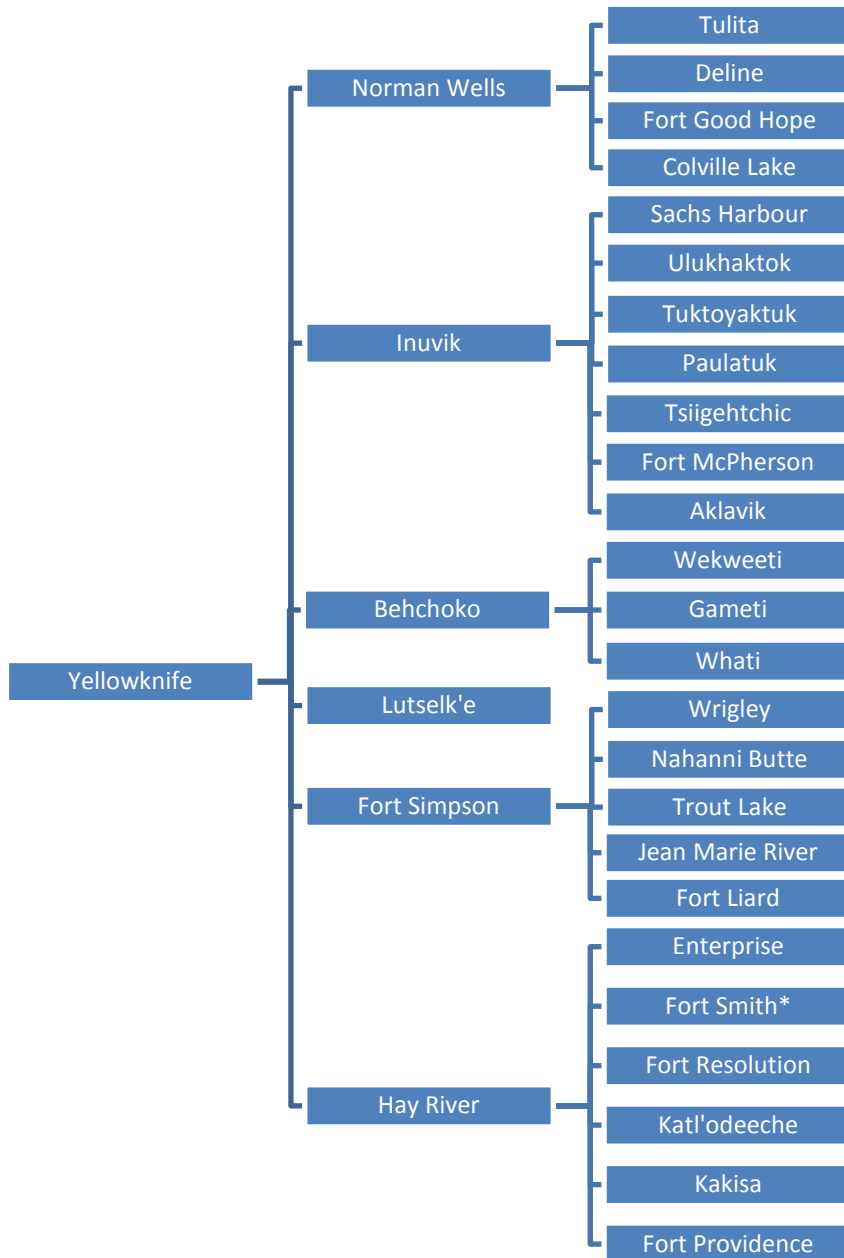 Yellowknife
Norman Wells
Tulita
Deline
Fort Good Hope
Colville Lake
Inuvik
Sachs Harbour
Ulukhaktok
Tuktoyaktuk
Paulatuk
Tsiigehtchic
Fort McPherson
Aklavik
Behchoko
Wekweeti
Gameti
Whati
Lutselk'e
Fort Simpson
Wrigley
Nahanni Butte
Trout Lake
Jean Marie River
Fort Liard
Hay River
Enterprise
Fort Smith*
Fort Resolution
Katl'odeeche
Kakisa
Fort Providence